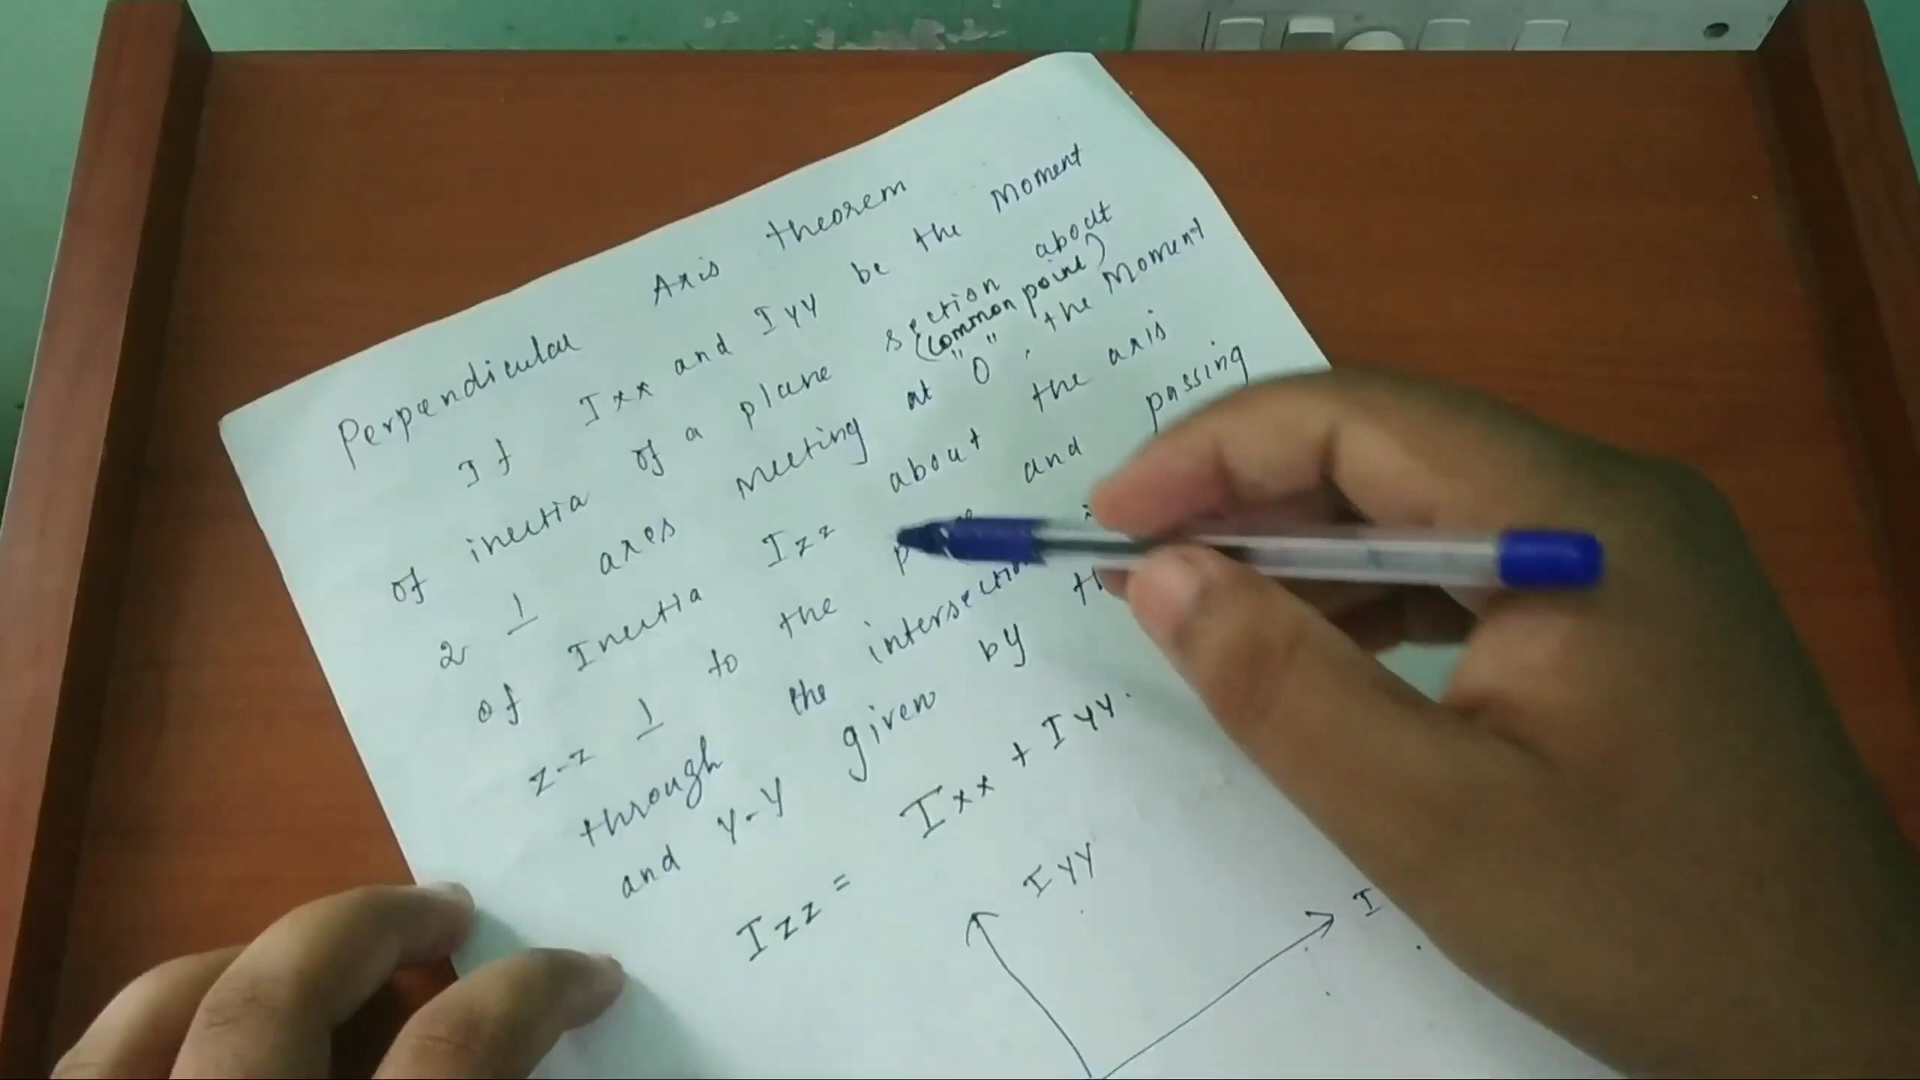 Perpendicular Axis theorem
If Ixx and Iyy be the Moment
of inertia of a plane section about
(common point)
2 ⊥ axes Meeting at "O", the Moment
of Inertia Izz about the axis
z-z ⊥ to the and passing
through the intersection
and Y-Y given by
Izz = Ixx + Iyy.
Iyy
I